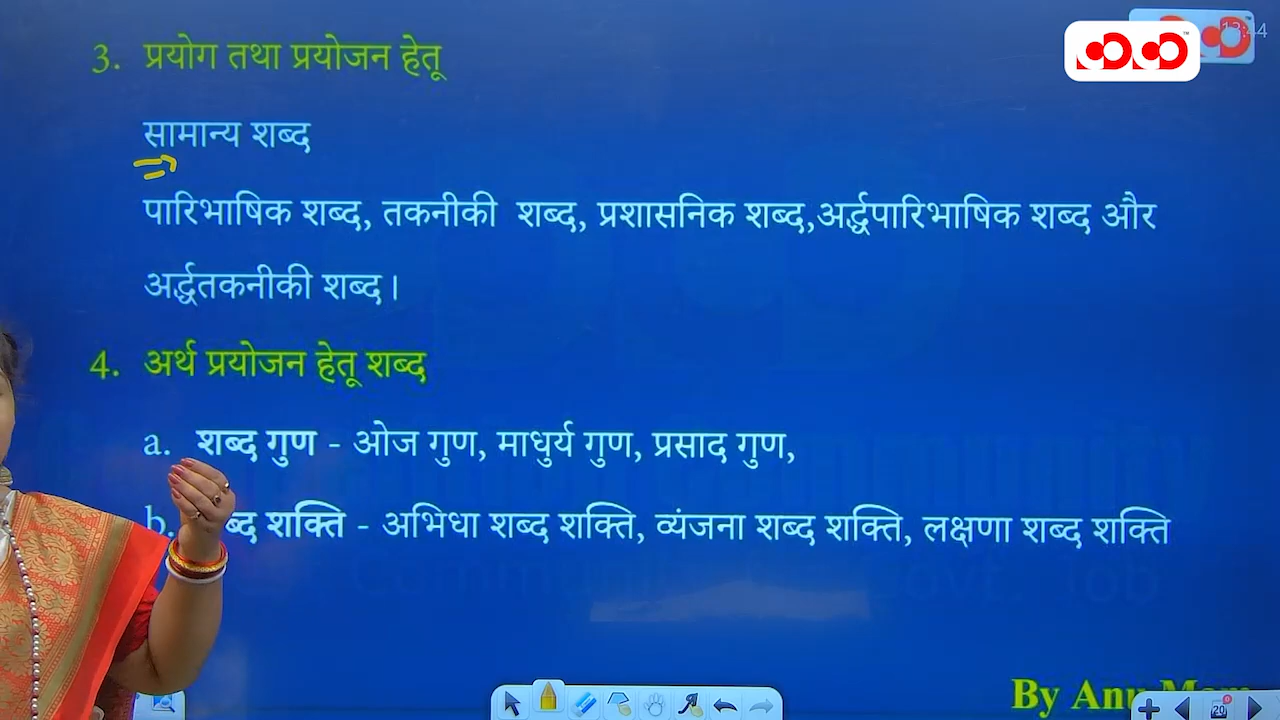 3. प्रयोग तथा प्रयोजन हेतू
सामान्य शब्द
पारिभाषिक शब्द, तकनीकी शब्द, प्रशासनिक शब्द,अर्द्धपारिभाषिक शब्द और
अर्द्धतकनीकी शब्द।
4. अर्थ प्रयोजन हेतू शब्द
a. शब्द गुण - ओज गुण, माधुर्य गुण, प्रसाद गुण,
b. शक्ति - अभिधा शब्द शक्ति, व्यंजना शब्द शक्ति, लक्षणा शब्द शक्ति
By Anu Mam